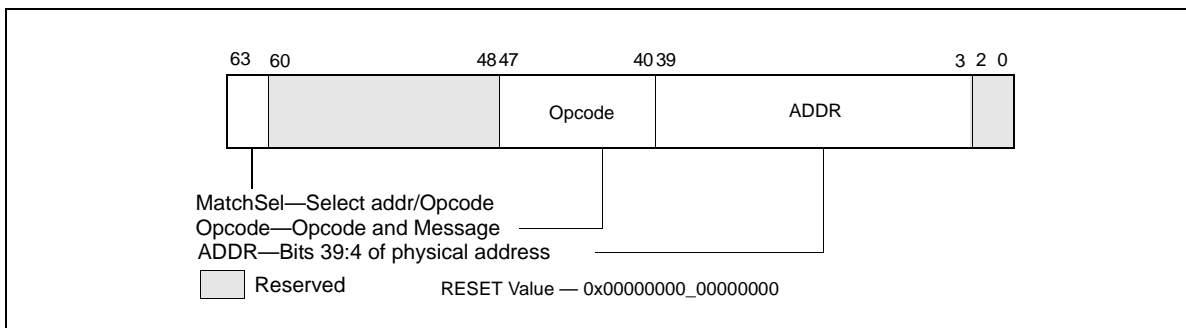 63 60 48 47 40 39 3 2 0
Opcode ADDR
MatchSel—Select addr/Opcode
Opcode—Opcode and Message
ADDR—Bits 39:4 of physical address
Reserved RESET Value — 0x00000000_00000000